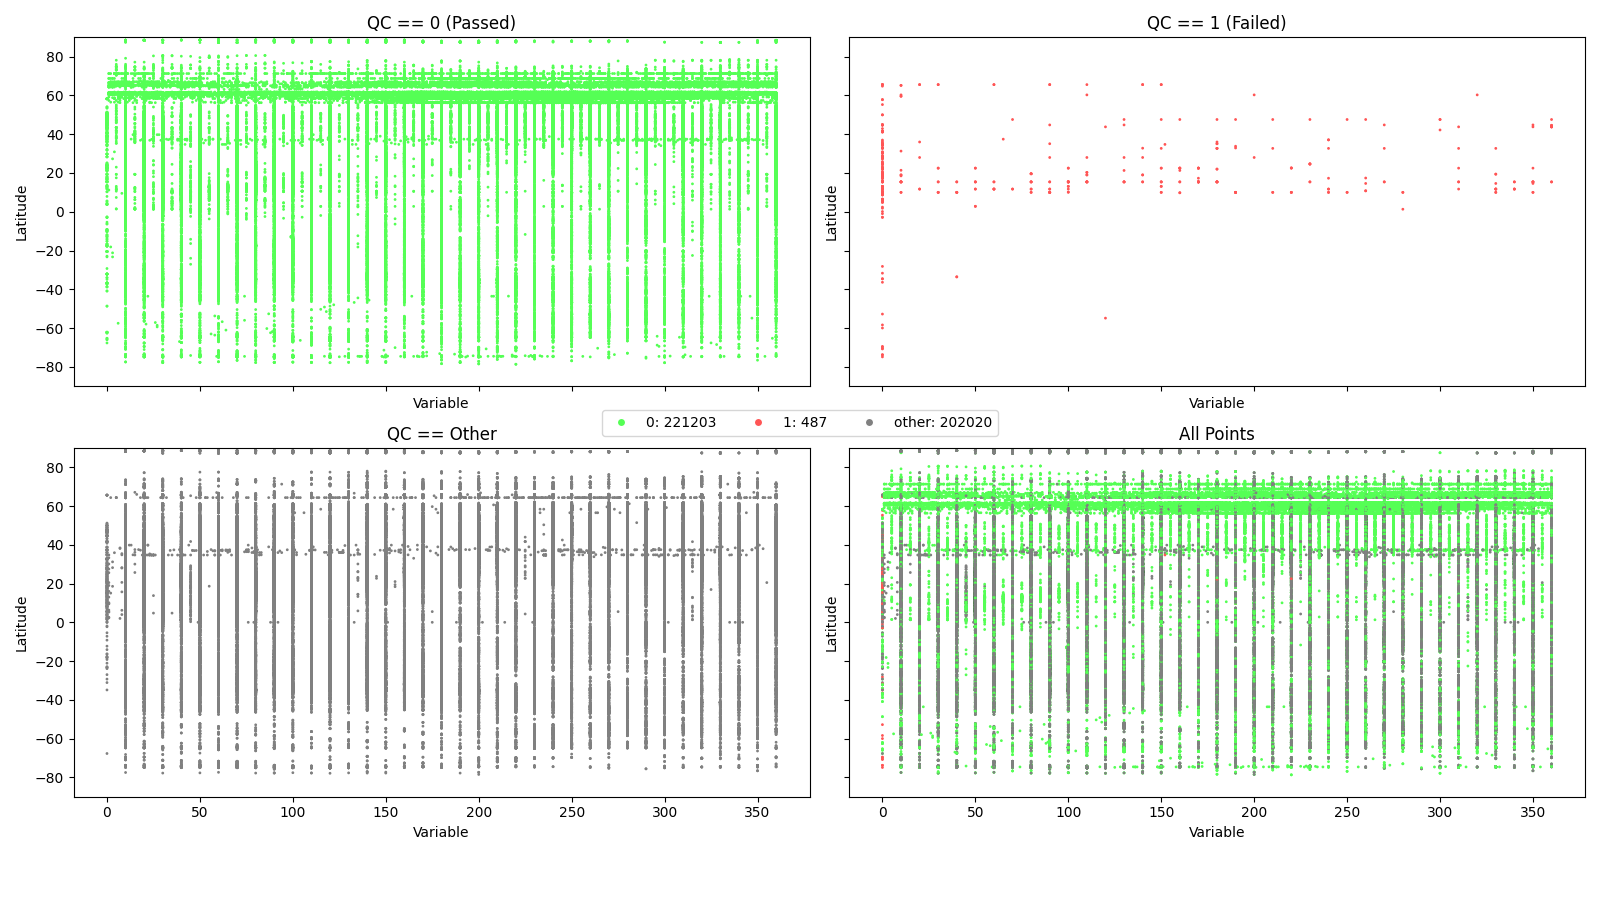 QC == 0 (Passed)
QC == 1 (Failed)
80
60
40
20
0
−20
−40
−60
−80
Latitude
Latitude
Variable
Variable
0: 221203
1: 487
other: 202020
QC == Other
All Points
80
60
40
20
0
−20
−40
−60
−80
Latitude
Latitude
0 50 100 150 200 250 300 350
0 50 100 150 200 250 300 350
Variable
Variable